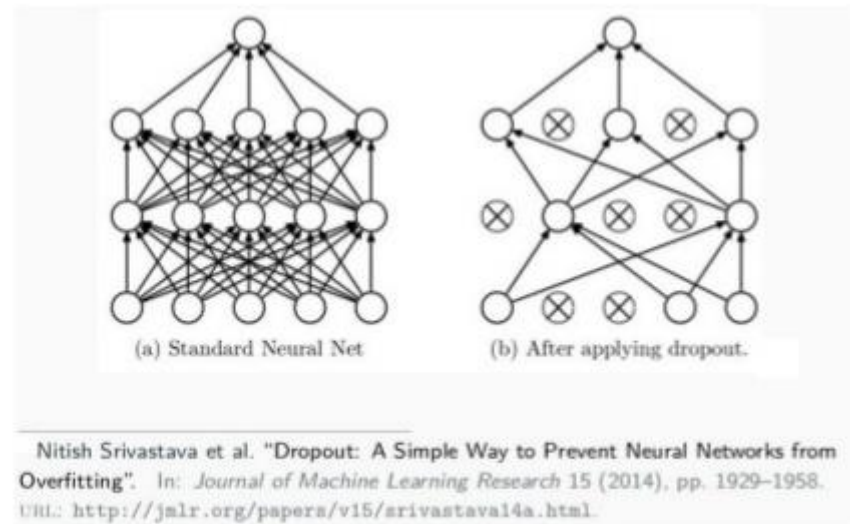 (a) Standard Neural Net
(b) After applying dropout.
Nitish Srivastava et al. "Dropout: A Simple Way to Prevent Neural Networks from
Overfitting". In: Journal of Machine Learning Research 15 (2014), pp. 1929–1958.
URL: http://jmlr.org/papers/v15/srivastava14a.html.